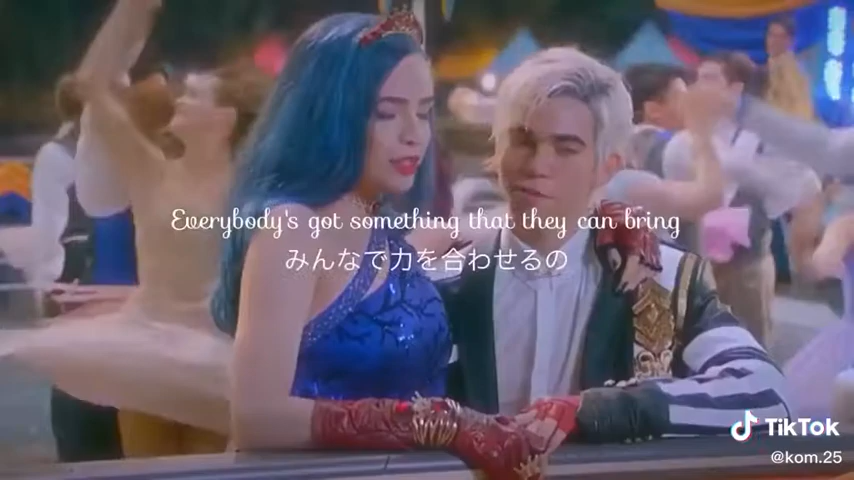 Everybody's got something that they can bring
みんなで力を合わせるの
TikTok
@kom.25